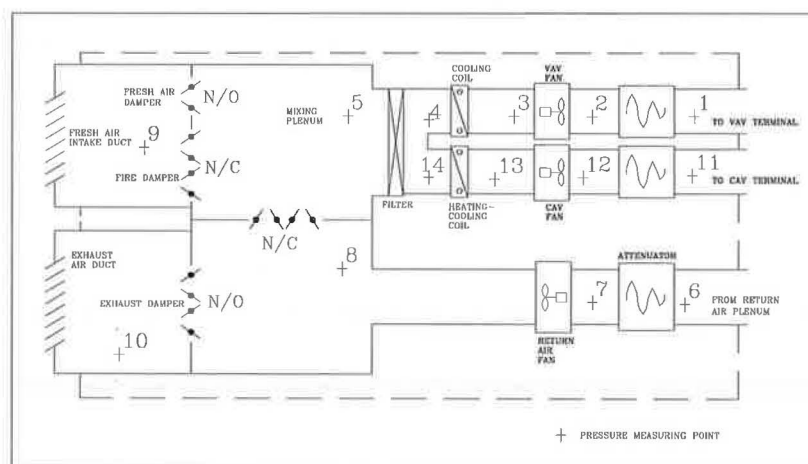 COOLING
COIL
VAV
FAN
FRESH AIR
DAMPER
N/O
MIXING
PLENUM
5
4
3
2
1
TO VAV TERMINAL
FRESH AIR
INTAKE DUCT
9
N/C
FIRE DAMPER
14
13
12
11
TO CAV TERMINAL
FILTER
HEATING-
COOLING
COIL
CAV
FAN
N/C
EXHAUST
AIR DUCT
8
ATTENUATOR
EXHAUST DAMPER
N/O
7
6
FROM RETURN
AIR PLENUM
10
RETURN
AIR
FAN
PRESSURE MEASURING POINT